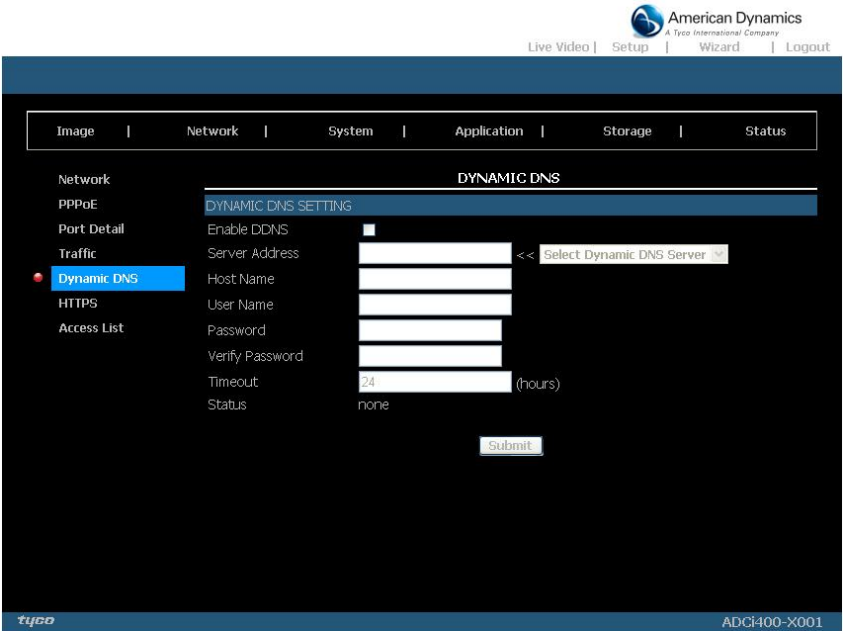 American Dynamics
A Tyco International Company
Live Video | Setup | Wizard | Logout
Image | Network | System | Application | Storage | Status
Network
PPPoE
Port Detail
Traffic
Dynamic DNS
HTTPS
Access List
DYNAMIC DNS
DYNAMIC DNS SETTING
Enable DDNS
Server Address << Select Dynamic DNS Server
Host Name
User Name
Password
Verify Password
Timeout 24 (hours)
Status none
Submit
tyco ADCi400-X001